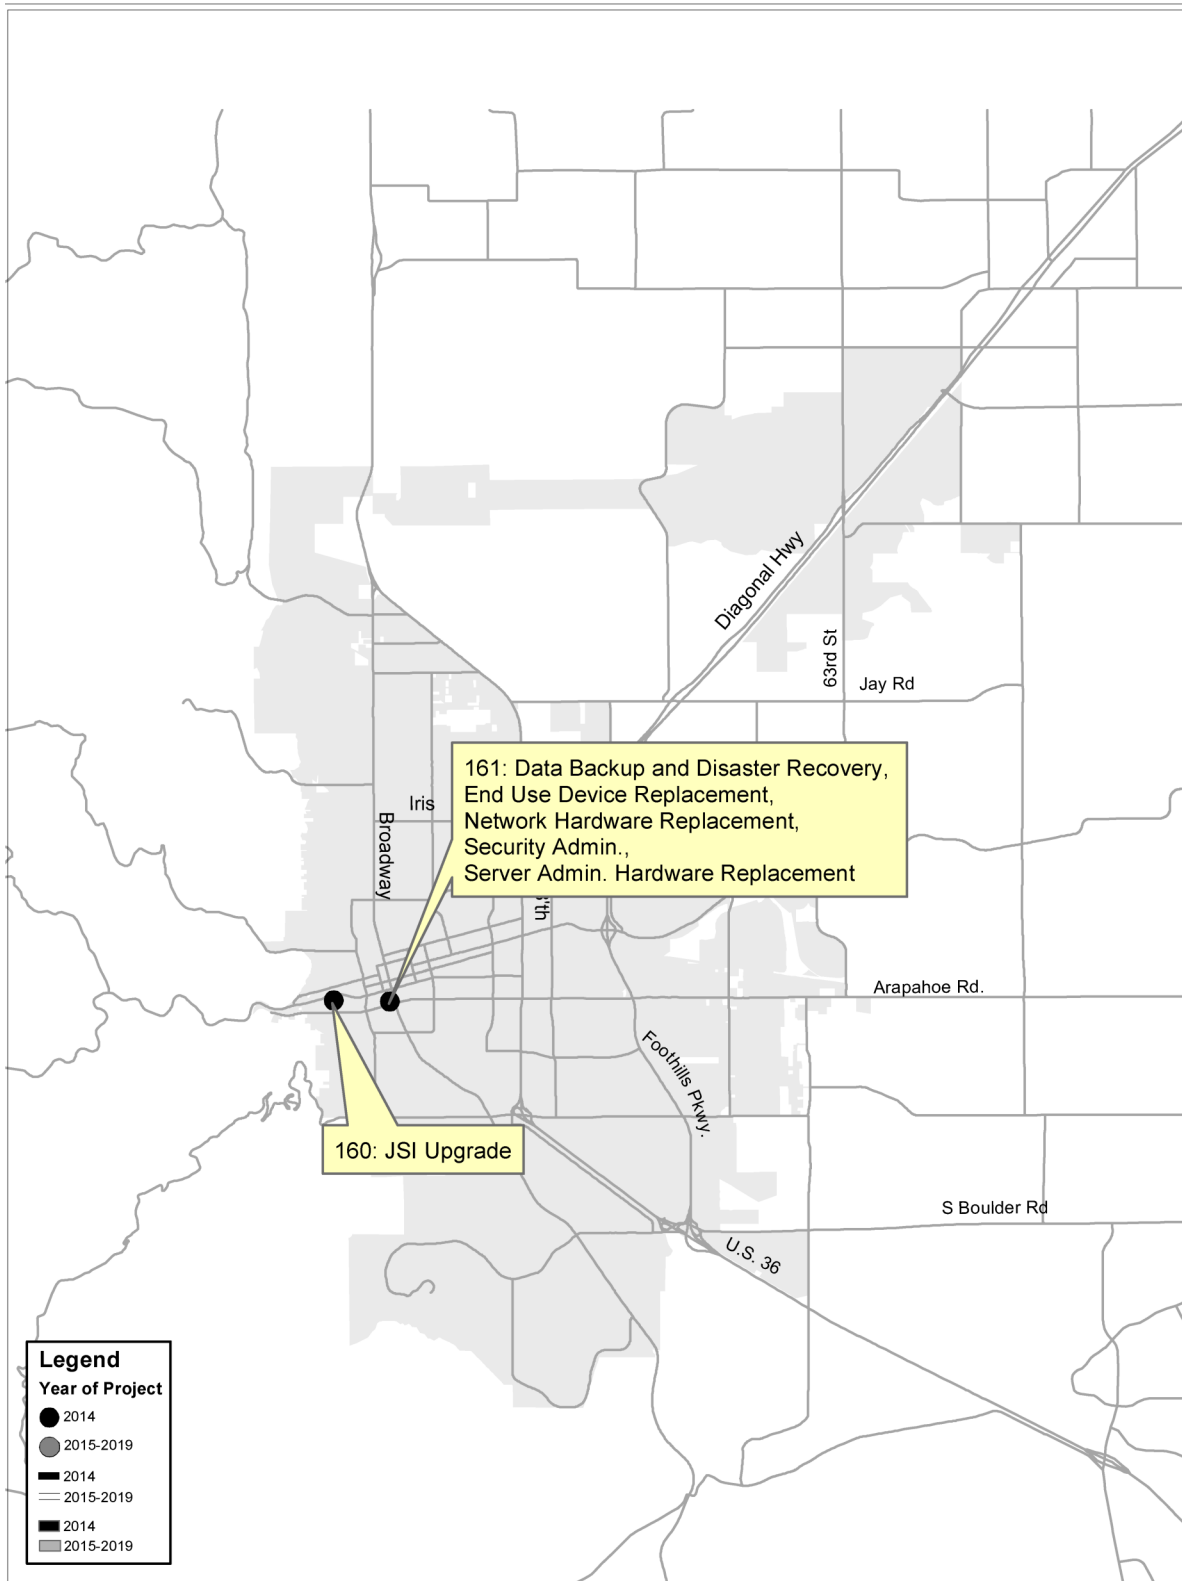 Diagonal Hwy
63rd St
Jay Rd
161: Data Backup and Disaster Recovery,
End Use Device Replacement,
Network Hardware Replacement,
Security Admin.,
Server Admin. Hardware Replacement
Iris
Broadway
Arapahoe Rd.
Foothills Pkwy.
160: JSI Upgrade
S Boulder Rd
U.S. 36
Legend
Year of Project
2014
2015-2019
2014
2015-2019
2014
2015-2019